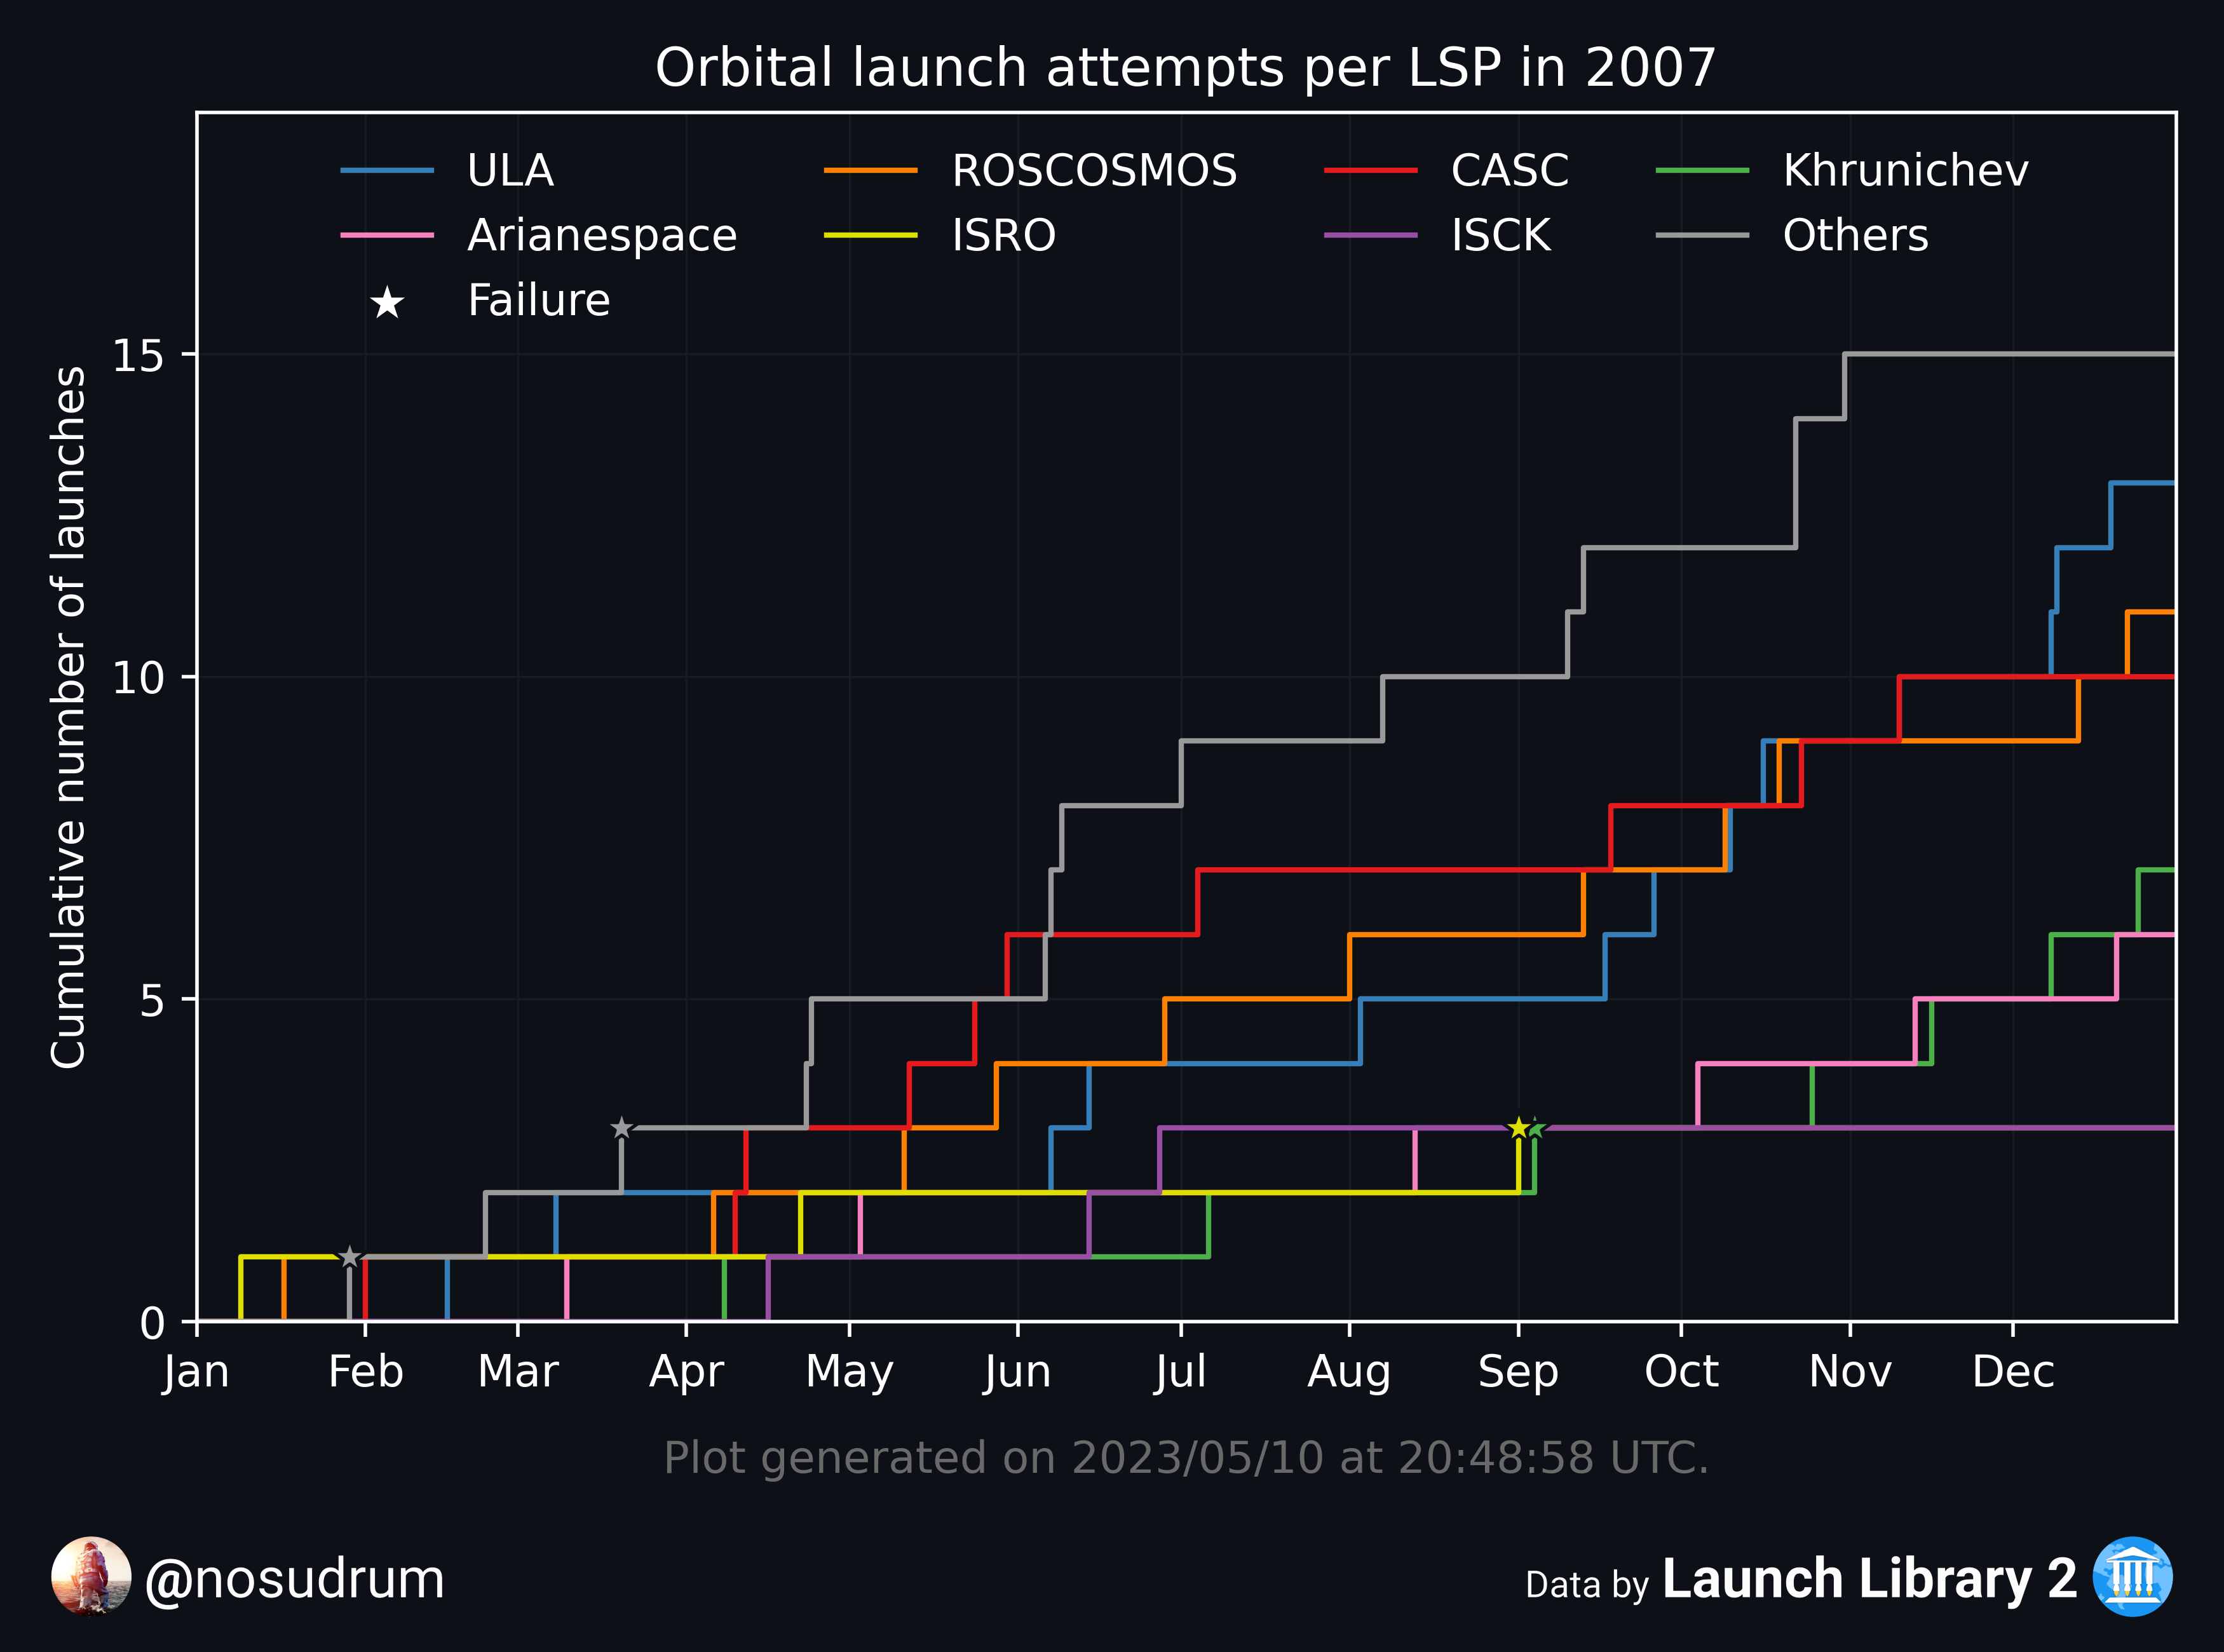 Orbital launch attempts per LSP in 2007
ULA ROSCOSMOS CASC Khrunichev
Arianespace ISRO ISCK Others
Failure
Cumulative number of launches
15
10
5
0
Jan Feb Mar Apr May Jun Jul Aug Sep Oct Nov Dec
Plot generated on 2023/05/10 at 20:48:58 UTC.
@nosudrum
Data by Launch Library 2